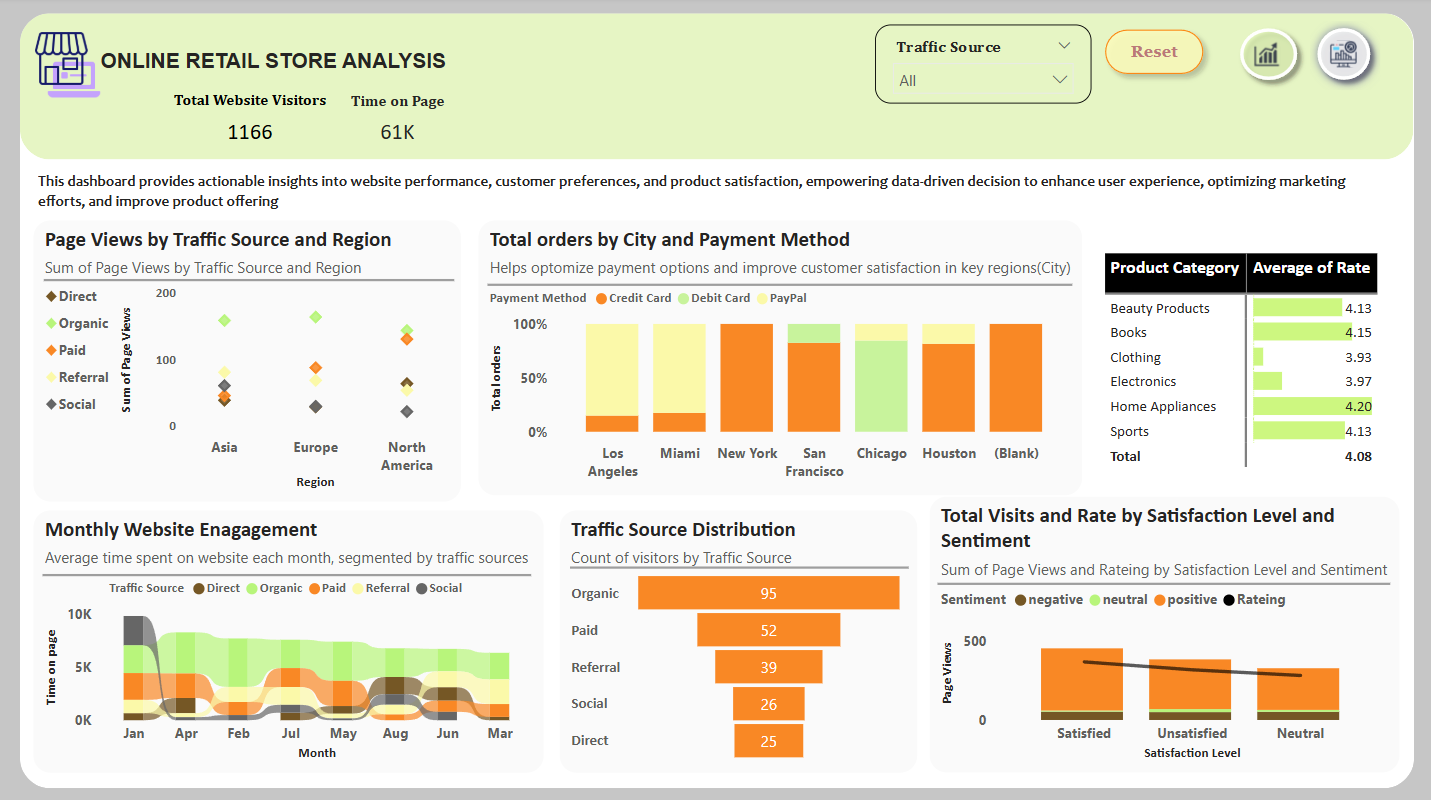 ONLINE RETAIL STORE ANALYSIS
Total Website Visitors
1166
Time on Page
61K
Traffic Source
All
Reset
This dashboard provides actionable insights into website performance, customer preferences, and product satisfaction, empowering data-driven decision to enhance user experience, optimizing marketing
efforts, and improve product offering
Page Views by Traffic Source and Region
Sum of Page Views by Traffic Source and Region
Direct
Organic
Paid
Referral
Social
Sum of Page Views
200
100
0
Asia
Europe
North
America
Region
Total orders by City and Payment Method
Helps optomize payment options and improve customer satisfaction in key regions(City)
Payment Method Credit Card Debit Card PayPal
Total orders
100%
50%
0%
Los
Angeles
Miami
New York
San
Francisco
Chicago
Houston
(Blank)
Product Category Average of Rate
Beauty Products 4.13
Books 4.15
Clothing 3.93
Electronics 3.97
Home Appliances 4.20
Sports 4.13
Total 4.08
Monthly Website Enagagement
Average time spent on website each month, segmented by traffic sources
Traffic Source Direct Organic Paid Referral Social
Time on page
10K
5K
0K
Jan Apr Feb Jul May Aug Jun Mar
Month
Traffic Source Distribution
Count of visitors by Traffic Source
Organic 95
Paid 52
Referral 39
Social 26
Direct 25
Total Visits and Rate by Satisfaction Level and
Sentiment
Sum of Page Views and Rateing by Satisfaction Level and Sentiment
Sentiment negative neutral positive Rateing
Page Views
500
0
Satisfied Unsatisfied Neutral
Satisfaction Level